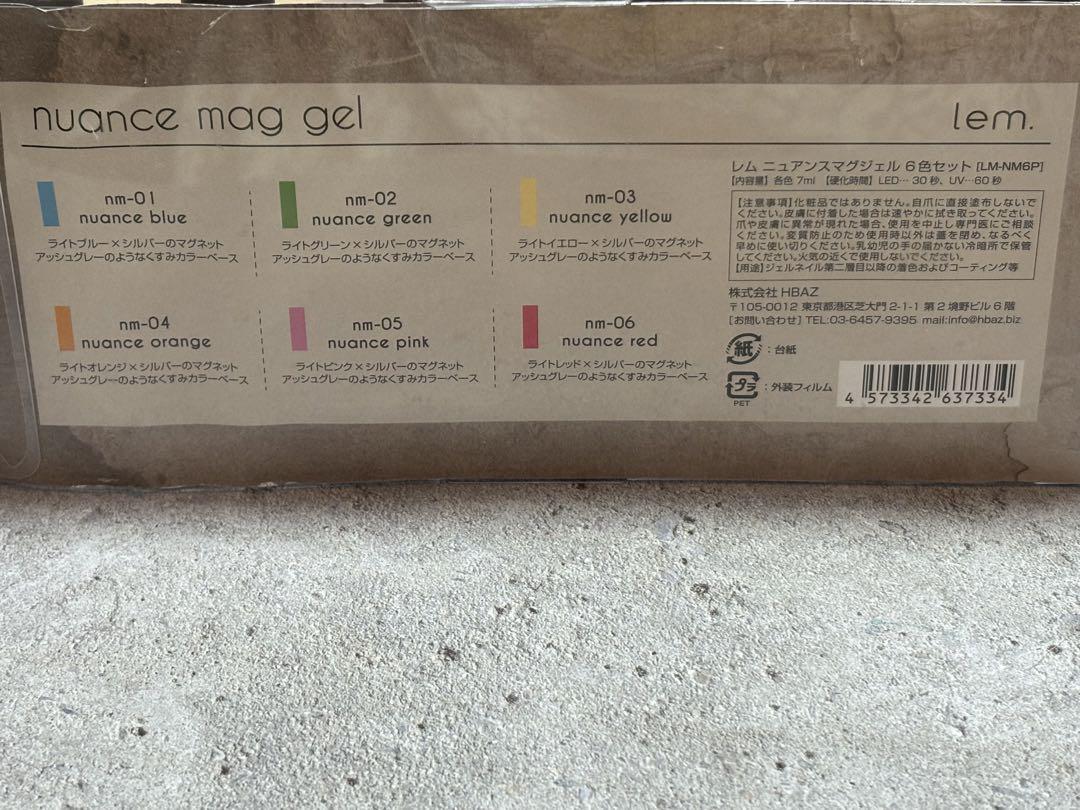 nuance mag gel
lem.
nm-01
nuance blue
ライトブルー×シルバーのマグネット
アッシュグレーのようなくすみカラーベース
nm-02
nuance green
ライトグリーン×シルバーのマグネット
アッシュグレーのようなくすみカラーベース
nm-03
nuance yellow
ライトイエロー×シルバーのマグネット
アッシュグレーのようなくすみカラーベース
nm-04
nuance orange
ライトオレンジ×シルバーのマグネット
アッシュグレーのようなくすみカラーベース
nm-05
nuance pink
ライトピンク×シルバーのマグネット
アッシュグレーのようなくすみカラーベース
nm-06
nuance red
ライトレッド×シルバーのマグネット
アッシュグレーのようなくすみカラーベース
レム ニュアンスマグジェル 6色セット [LM-NM6P]
【内容量】各色 7ml 【硬化時間】LED… 30 秒、UV…60 秒
【注意事項】化粧品ではありません。自爪に直接塗布しないで
ください。皮膚に付着した場合は速やかに拭き取ってください。
爪や皮膚に異常が現れた場合、使用を中止し専門医にご相談
ください。変質防止のため使用時以外は蓋を閉め、なるべく
早めに使い切りください。乳幼児の手の届かない冷暗所で保管
してください。火気の近くで使用しないでください。
【用途】ジェルネイル第二層目以降の着色およびコーティング等
株式会社 HBAZ
〒105-0012 東京都港区芝大門 2-1-1 第 2 境野ビル 6 階
[お問い合わせ] TEL:03-6457-9395 mail:info@hbaz.biz
紙 : 台紙
プラ : 外装フィルム
PET
4 573342 637334